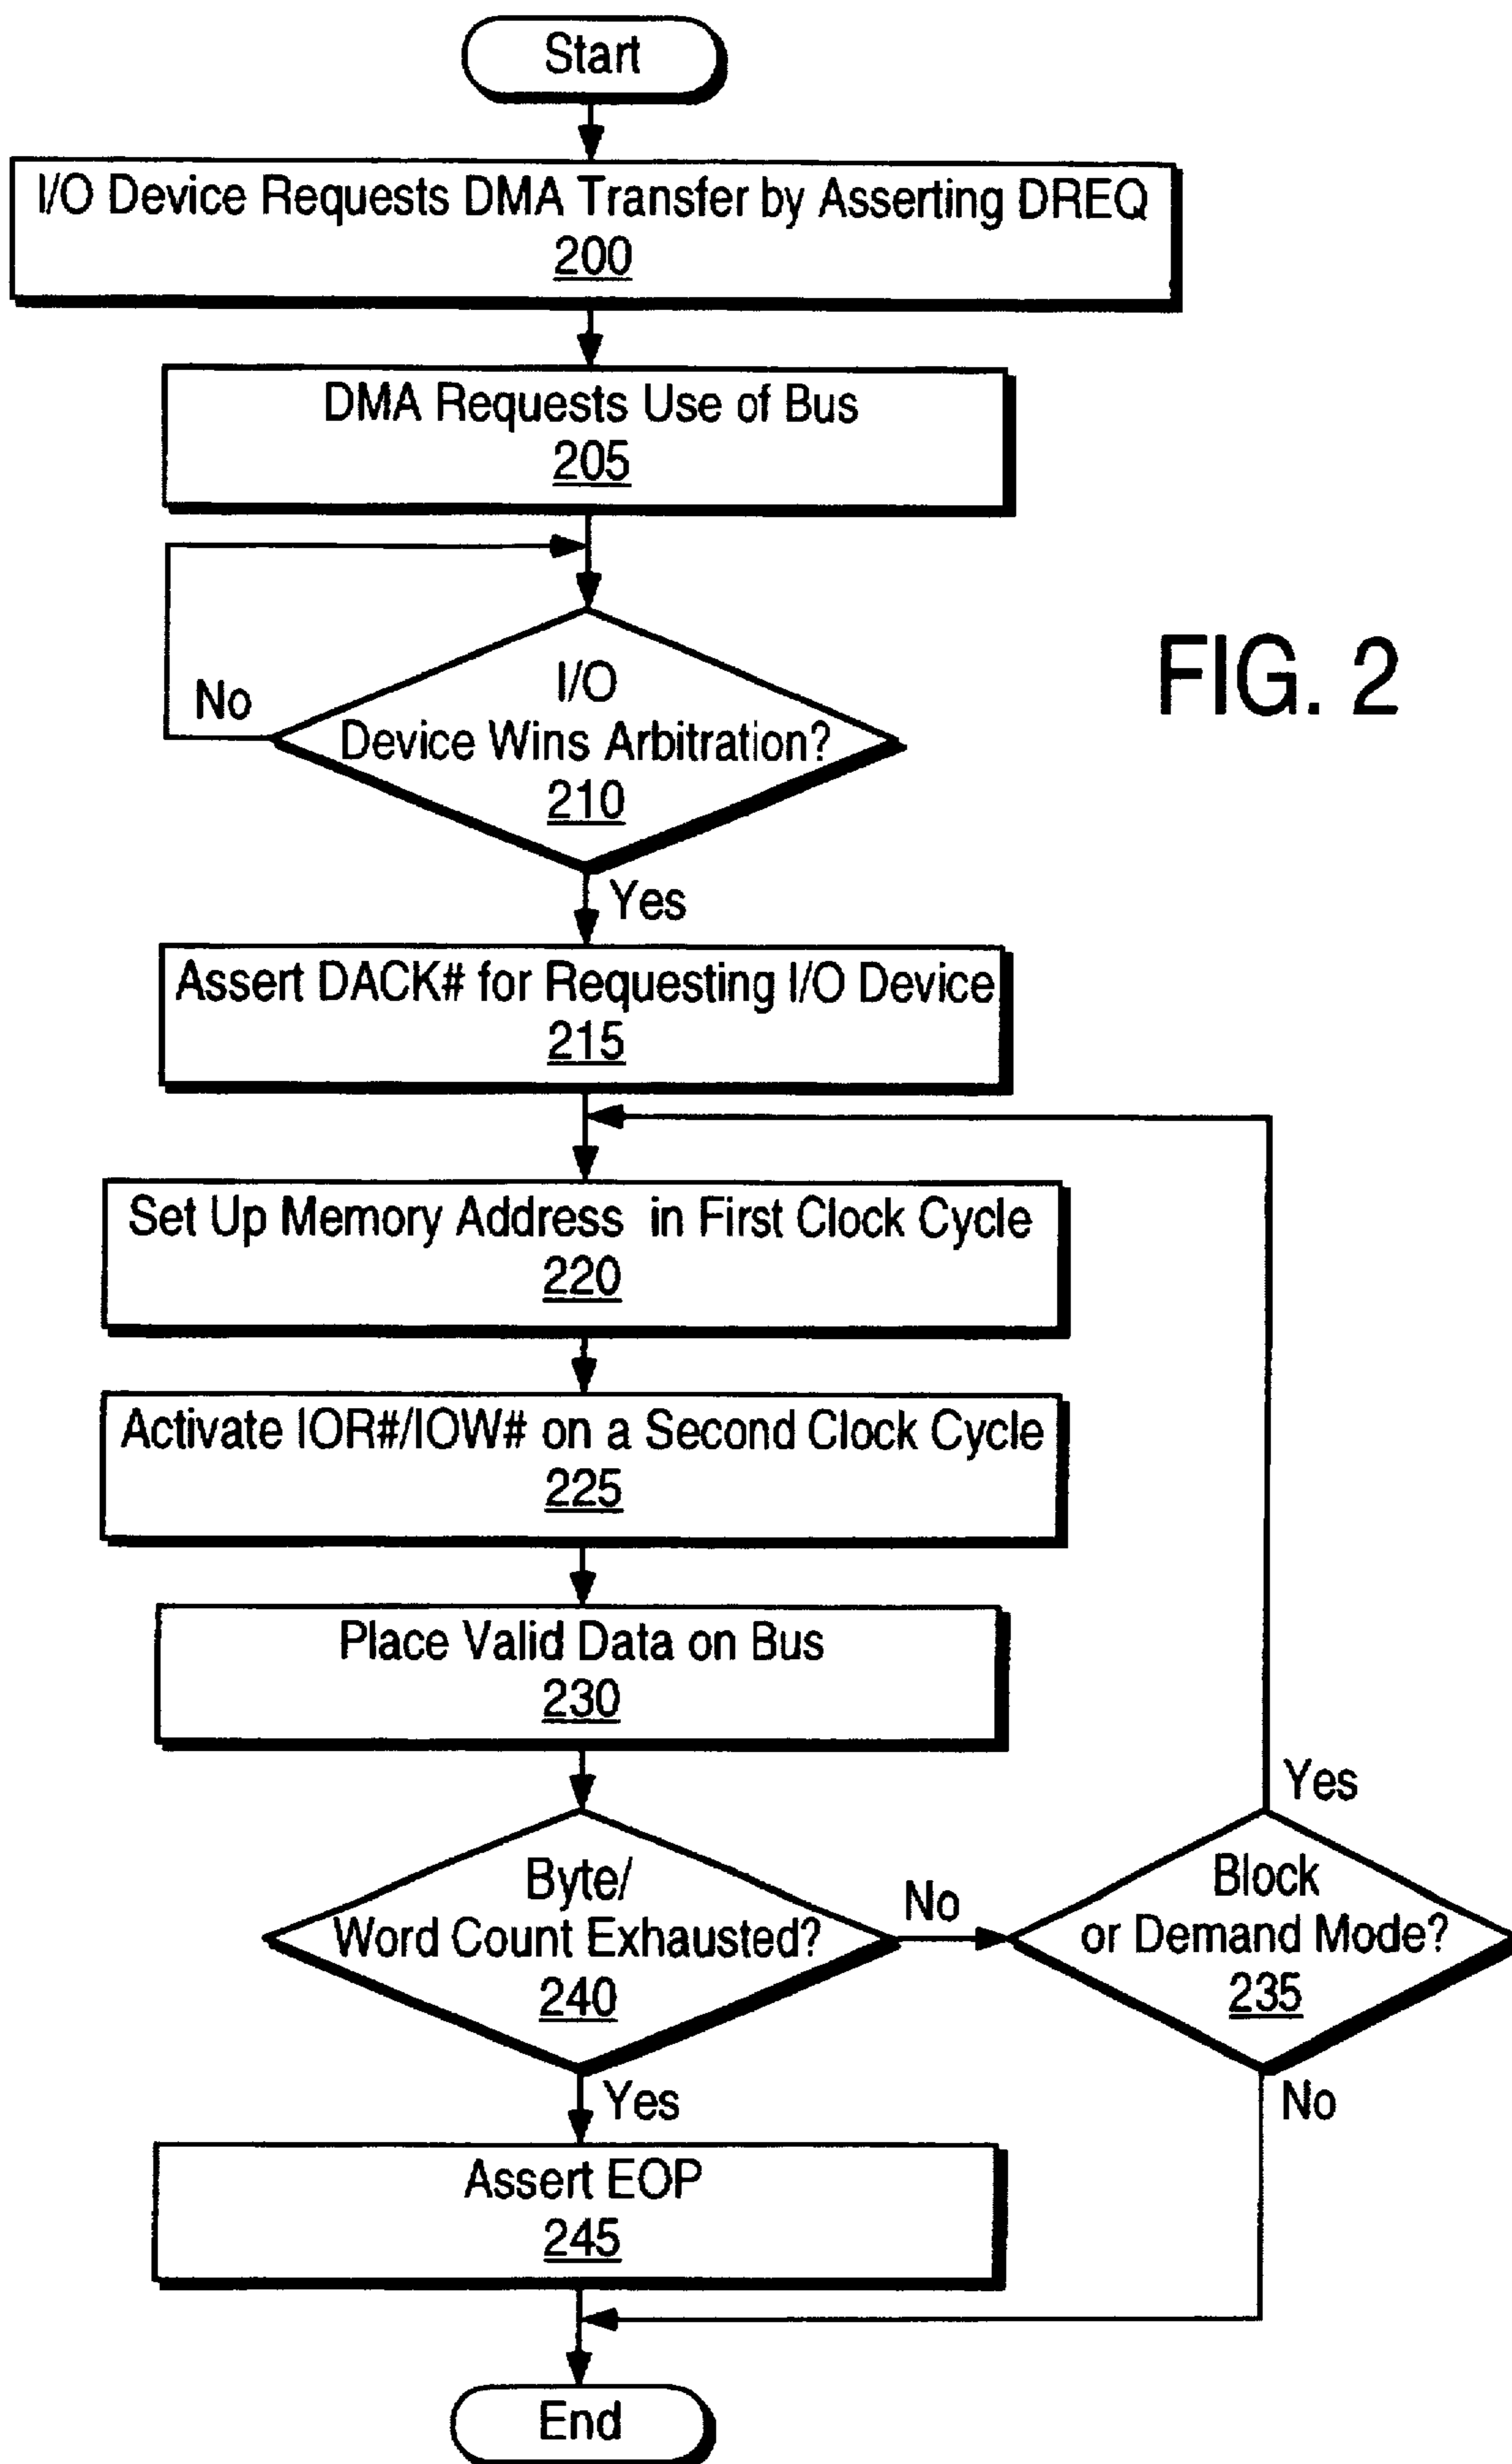 Start
I/O Device Requests DMA Transfer by Asserting DREQ
200
DMA Requests Use of Bus
205
FIG. 2
I/O
Device Wins Arbitration?
210
No
Yes
Assert DACK# for Requesting I/O Device
215
Set Up Memory Address in First Clock Cycle
220
Activate IOR#/IOW# on a Second Clock Cycle
225
Place Valid Data on Bus
230
Byte/
Word Count Exhausted?
240
No
Yes
Block
or Demand Mode?
235
Yes
No
Assert EOP
245
End